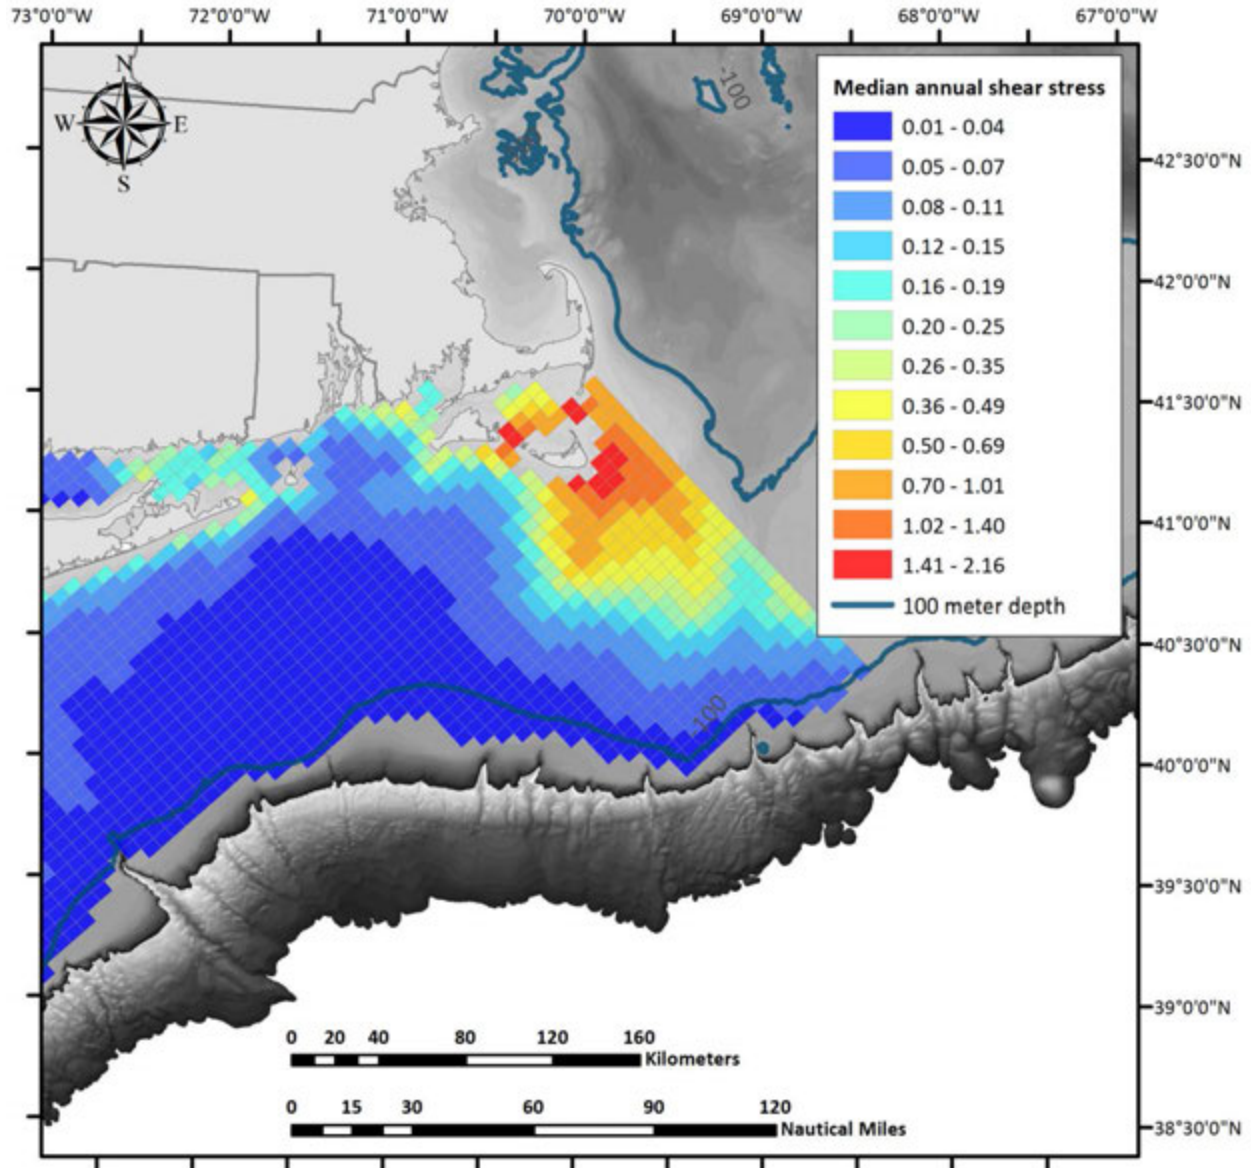 73°0'0"W 72°0'0"W 71°0'0"W 70°0'0"W 69°0'0"W 68°0'0"W 67°0'0"W
N
W E
S
-100
Median annual shear stress
0.01 - 0.04
0.05 - 0.07
0.08 - 0.11
0.12 - 0.15
0.16 - 0.19
0.20 - 0.25
0.26 - 0.35
0.36 - 0.49
0.50 - 0.69
0.70 - 1.01
1.02 - 1.40
1.41 - 2.16
100 meter depth
42°30'0"N
42°0'0"N
41°30'0"N
41°0'0"N
40°30'0"N
40°0'0"N
39°30'0"N
39°0'0"N
38°30'0"N
-100
0 20 40 80 120 160
Kilometers
0 15 30 60 90 120
Nautical Miles